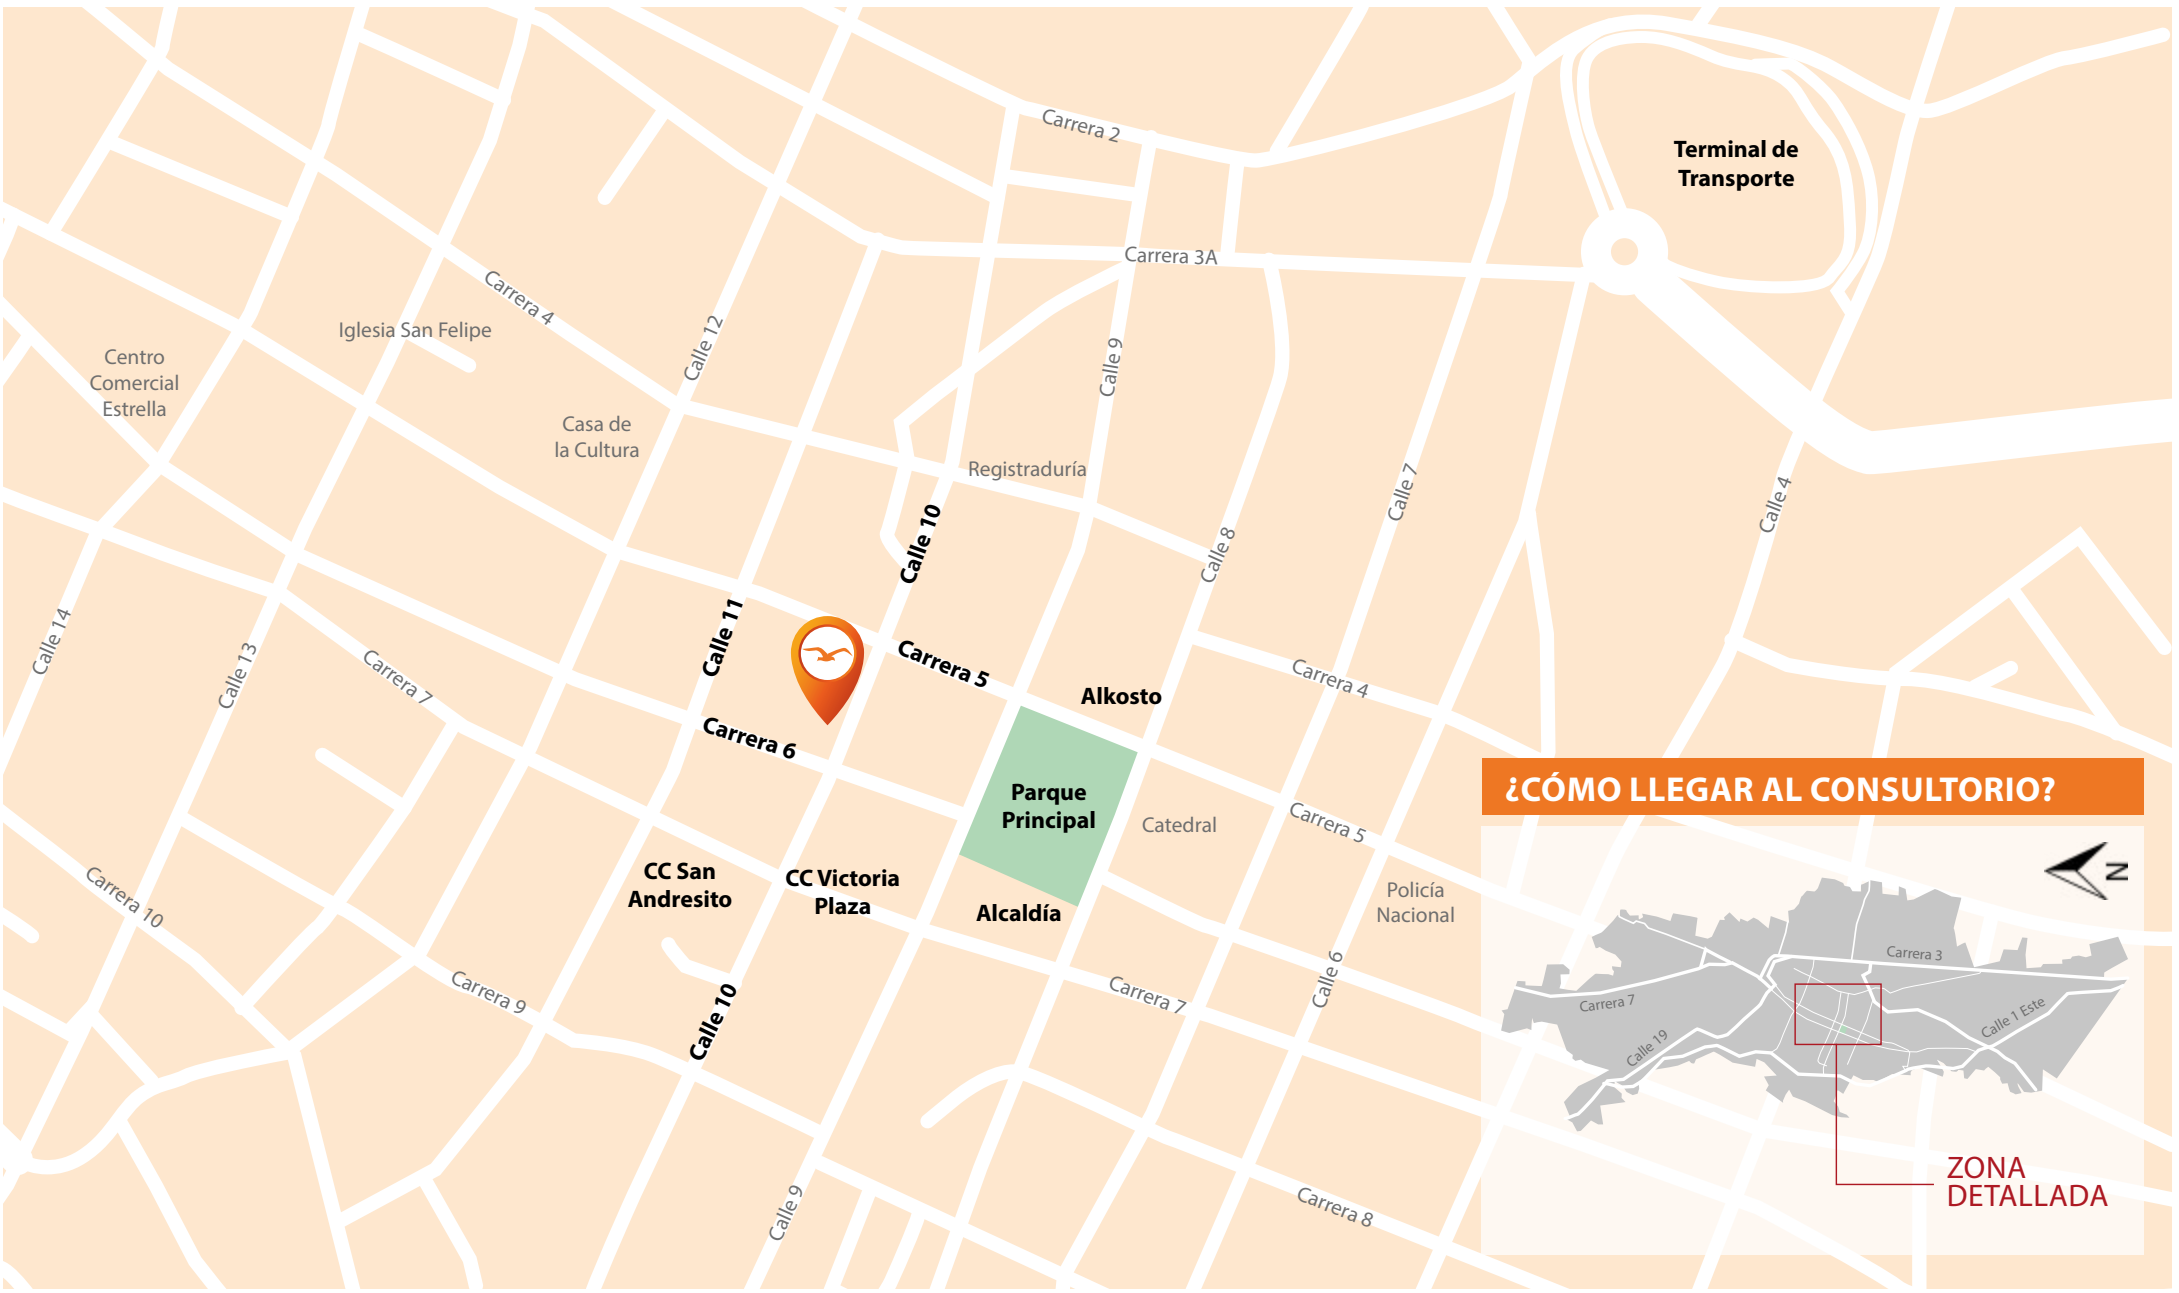 Carrera 2
Terminal de
Transporte
Carrera 3A
Carrera 4
Iglesia San Felipe
Calle 12
Centro
Comercial
Estrella
Calle 9
Casa de
la Cultura
Registraduría
Calle 7
Calle 4
Calle 10
Calle 8
Calle 14
Calle 11
Calle 13
Carrera 7
Carrera 5
Carrera 4
Alkosto
Carrera 6
¿CÓMO LLEGAR AL CONSULTORIO?
Parque
Principal
Catedral
Carrera 5
CC San
Andresito
CC Victoria
Plaza
Alcaldía
Policía
Nacional
Carrera 10
N
Carrera 3
Carrera 9
Calle 10
Carrera 7
Calle 6
Carrera 7
Calle 1 Este
Calle 19
ZONA
DETALLADA
Calle 9
Carrera 8